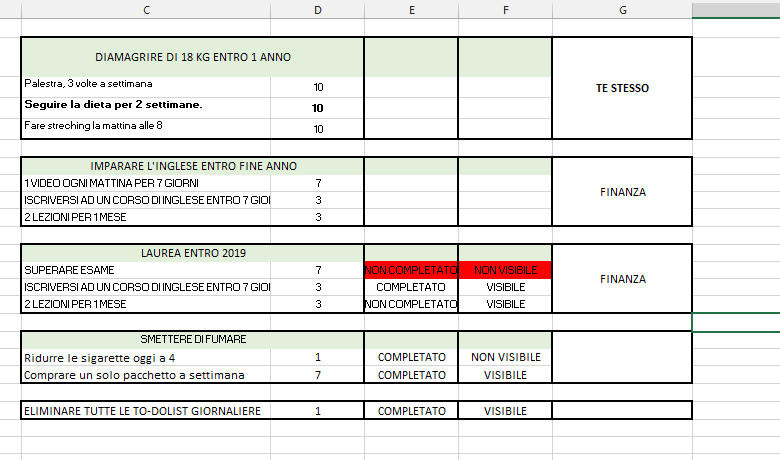 C D E F G
DIAMAGRIRE DI 18 KG ENTRO 1 ANNO
Palestra, 3 volte a settimana 10
TE STESSO
Seguire la dieta per 2 settimane. 10
Fare streching la mattina alle 8 10
IMPARARE L'INGLESE ENTRO FINE ANNO
1 VIDEO OGNI MATTINA PER 7 GIORNI 7
FINANZA
ISCRIVERSI AD UN CORSO DI INGLESE ENTRO 7 GIOI 3
2 LEZIONI PER 1 MESE 3
LAUREA ENTRO 2019
SUPERARE ESAME 7 NON COMPLETATO NON VISIBILE
FINANZA
ISCRIVERSI AD UN CORSO DI INGLESE ENTRO 7 GIOI 3 COMPLETATO VISIBILE
2 LEZIONI PER 1 MESE 3 NON COMPLETATO VISIBILE
SMETTERE DI FUMARE
Ridurre le sigarette oggi a 4 1 COMPLETATO NON VISIBILE
Comprare un solo pacchetto a settimana 7 COMPLETATO VISIBILE
ELIMINARE TUTTE LE TO-DOLIST GIORNALIERE 1 COMPLETATO VISIBILE